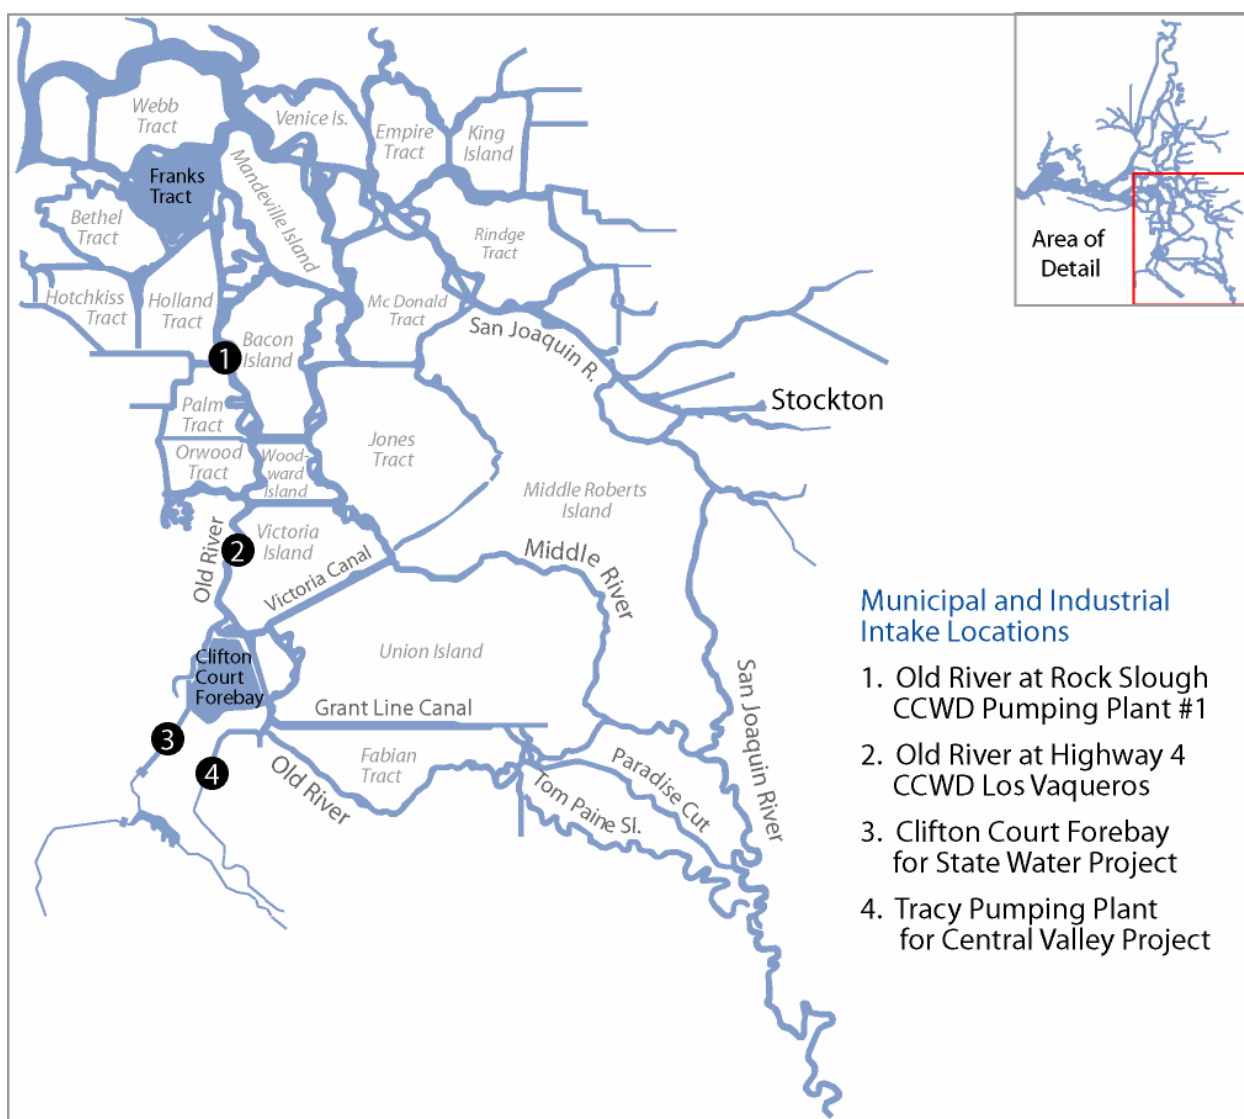 Webb
Tract
Venice Is.
Empire
Tract
King
Island
Franks
Tract
Mandeville Island
Bethel
Tract
Rindge
Tract
Hotchkiss
Tract
Holland
Tract
Mc Donald
Tract
San Joaquin R.
Bacon
Island
1
Stockton
Palm
Tract
Orwood
Tract
Wood-
ward
Island
Jones
Tract
Middle Roberts
Island
Old River
2
Victoria
Island
Victoria Canal
Middle River
Clifton
Court
Forebay
Union Island
Grant Line Canal
San Joaquin River
3
4
Old River
Fabian
Tract
Tom Paine Sl.
Paradise Cut
Area of
Detail
Municipal and Industrial
Intake Locations
1. Old River at Rock Slough
CCWD Pumping Plant #1
2. Old River at Highway 4
CCWD Los Vaqueros
3. Clifton Court Forebay
for State Water Project
4. Tracy Pumping Plant
for Central Valley Project